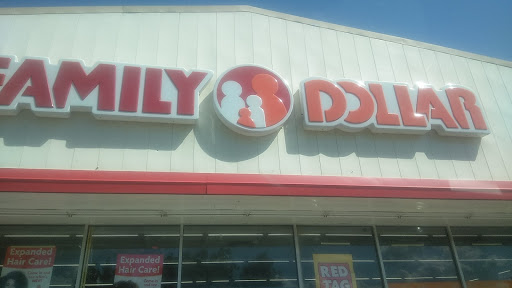 FAMILY DOLLAR
Expanded
Hair Care!
Expanded
Hair Care!
RED
TAG